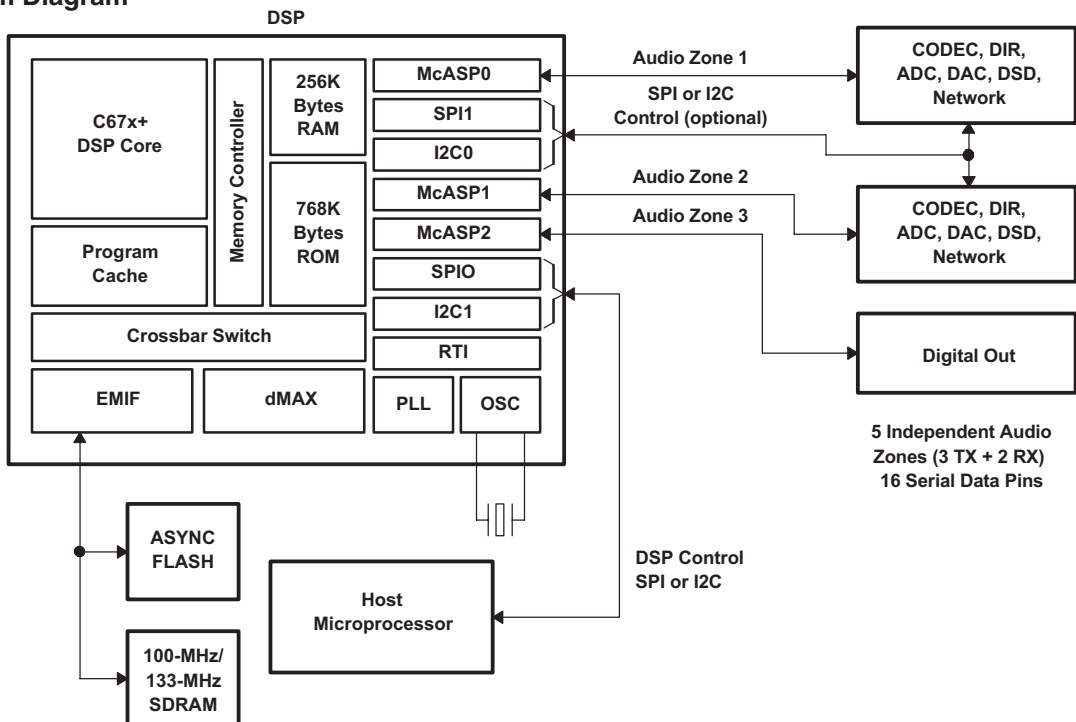 Diagram
DSP
C67x+
DSP Core
Program
Cache
Memory Controller
256K
Bytes
RAM
768K
Bytes
ROM
Crossbar Switch
EMIF
dMAX
McASP0
SPI1
I2C0
McASP1
McASP2
SPIO
I2C1
RTI
PLL
OSC
Audio Zone 1
SPI or I2C
Control (optional)
Audio Zone 2
Audio Zone 3
CODEC, DIR,
ADC, DAC, DSD,
Network
CODEC, DIR,
ADC, DAC, DSD,
Network
Digital Out
5 Independent Audio
Zones (3 TX + 2 RX)
16 Serial Data Pins
ASYNC
FLASH
100-MHz/
133-MHz
SDRAM
Host
Microprocessor
DSP Control
SPI or I2C